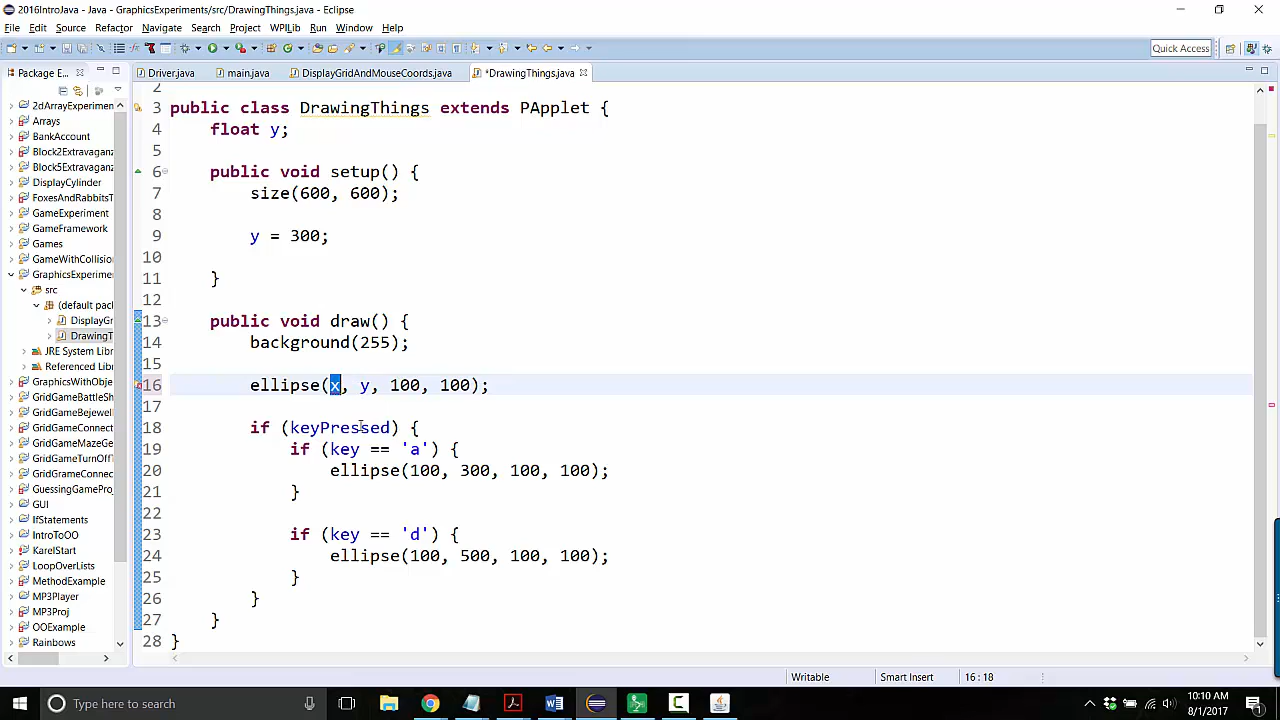 2016IntroJava - Java - GraphicsExperiments/src/DrawingThings.java - Eclipse
File Edit Source Refactor Navigate Search Project WPILib Run Window Help
Quick Access
Package E...
Driver.java main.java DisplayGridAndMouseCoords.java *DrawingThings.java
2dArrayExperimen
Arrays
BankAccount
Block2Extravaganz
Block5Extravaganz
DisplayCylinder
FoxesAndRabbitsT
GameExperiment
GameFramework
Games
GameWithCollisio
GraphicsExperimen
src
(default pac
DisplayGr
DrawingT
JRE System Libr
Referenced Libr
GraphicsWithObje
GridGameBattleSh
GridGameBejewel
GridGameConnect
GridGameMazeGe
GridGameTurnOff
GridGrameConnec
GuessingGameProj
GUI
IfStatements
IntroToOO
KarelStart
LoopOverLists
MethodExample
MP3Player
MP3Proj
OOExample
Rainbows
2
3 public class DrawingThings extends PApplet {
4 float y;
5
6 public void setup() {
7 size(600, 600);
8
9 y = 300;
10
11 }
12
13 public void draw() {
14 background(255);
15
16 ellipse(x, y, 100, 100);
17
18 if (keyPressed) {
19 if (key == 'a') {
20 ellipse(100, 300, 100, 100);
21 }
22
23 if (key == 'd') {
24 ellipse(100, 500, 100, 100);
25 }
26 }
27 }
28 }
Writable Smart Insert 16 : 18
Type here to search
10:10 AM
8/1/2017